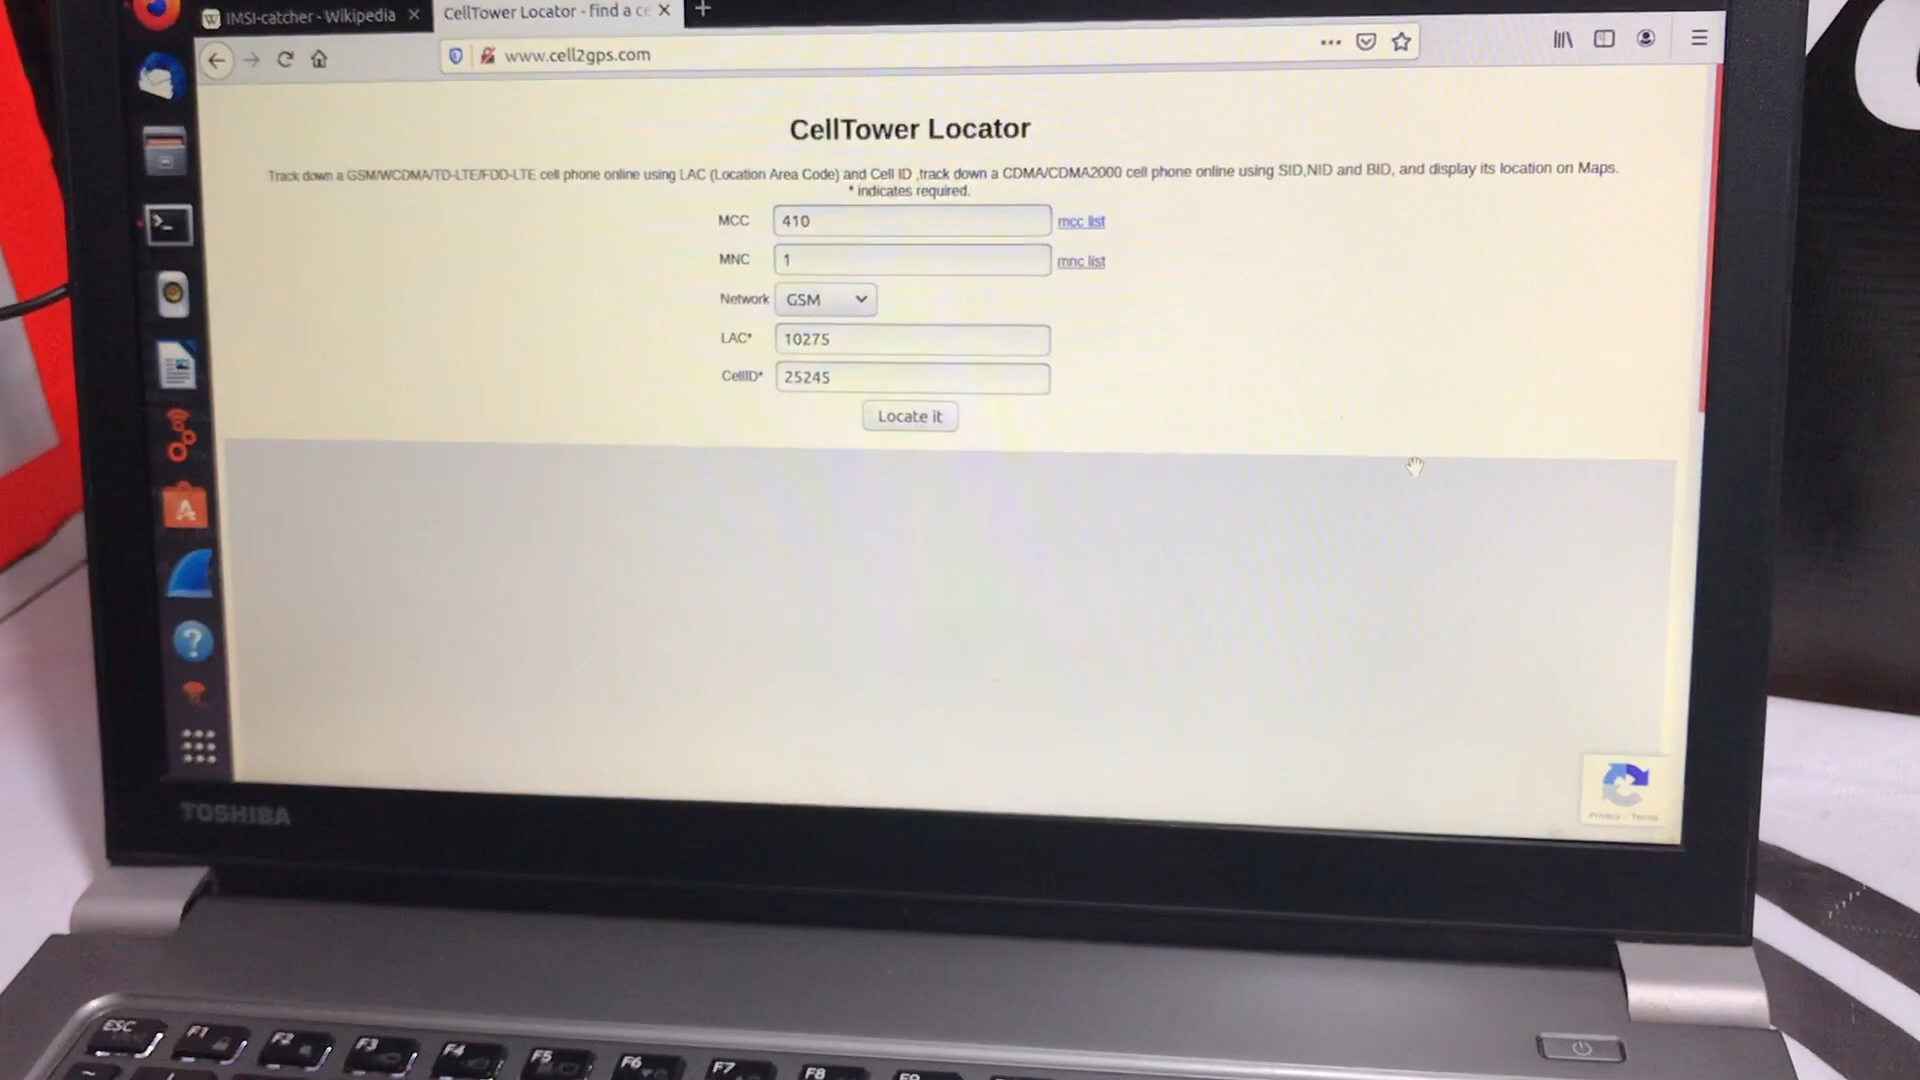 IMSI-catcher - Wikipedia
CellTower Locator - find a ce
www.cell2gps.com
CellTower Locator
Track down a GSM/WCDMA/TD-LTE/FDD-LTE cell phone online using LAC (Location Area Code) and Cell ID ,track down a CDMA/CDMA2000 cell phone online using SID,NID and BID, and display its location on Maps.
* indicates required.
MCC 410 mcc list
MNC 1 mnc list
Network GSM
LAC* 10275
CellID* 25245
Locate it
Privacy - Terms
TOSHIBA
ESC F1 F2 F3 F4 F5 F6 F7 F8 F9